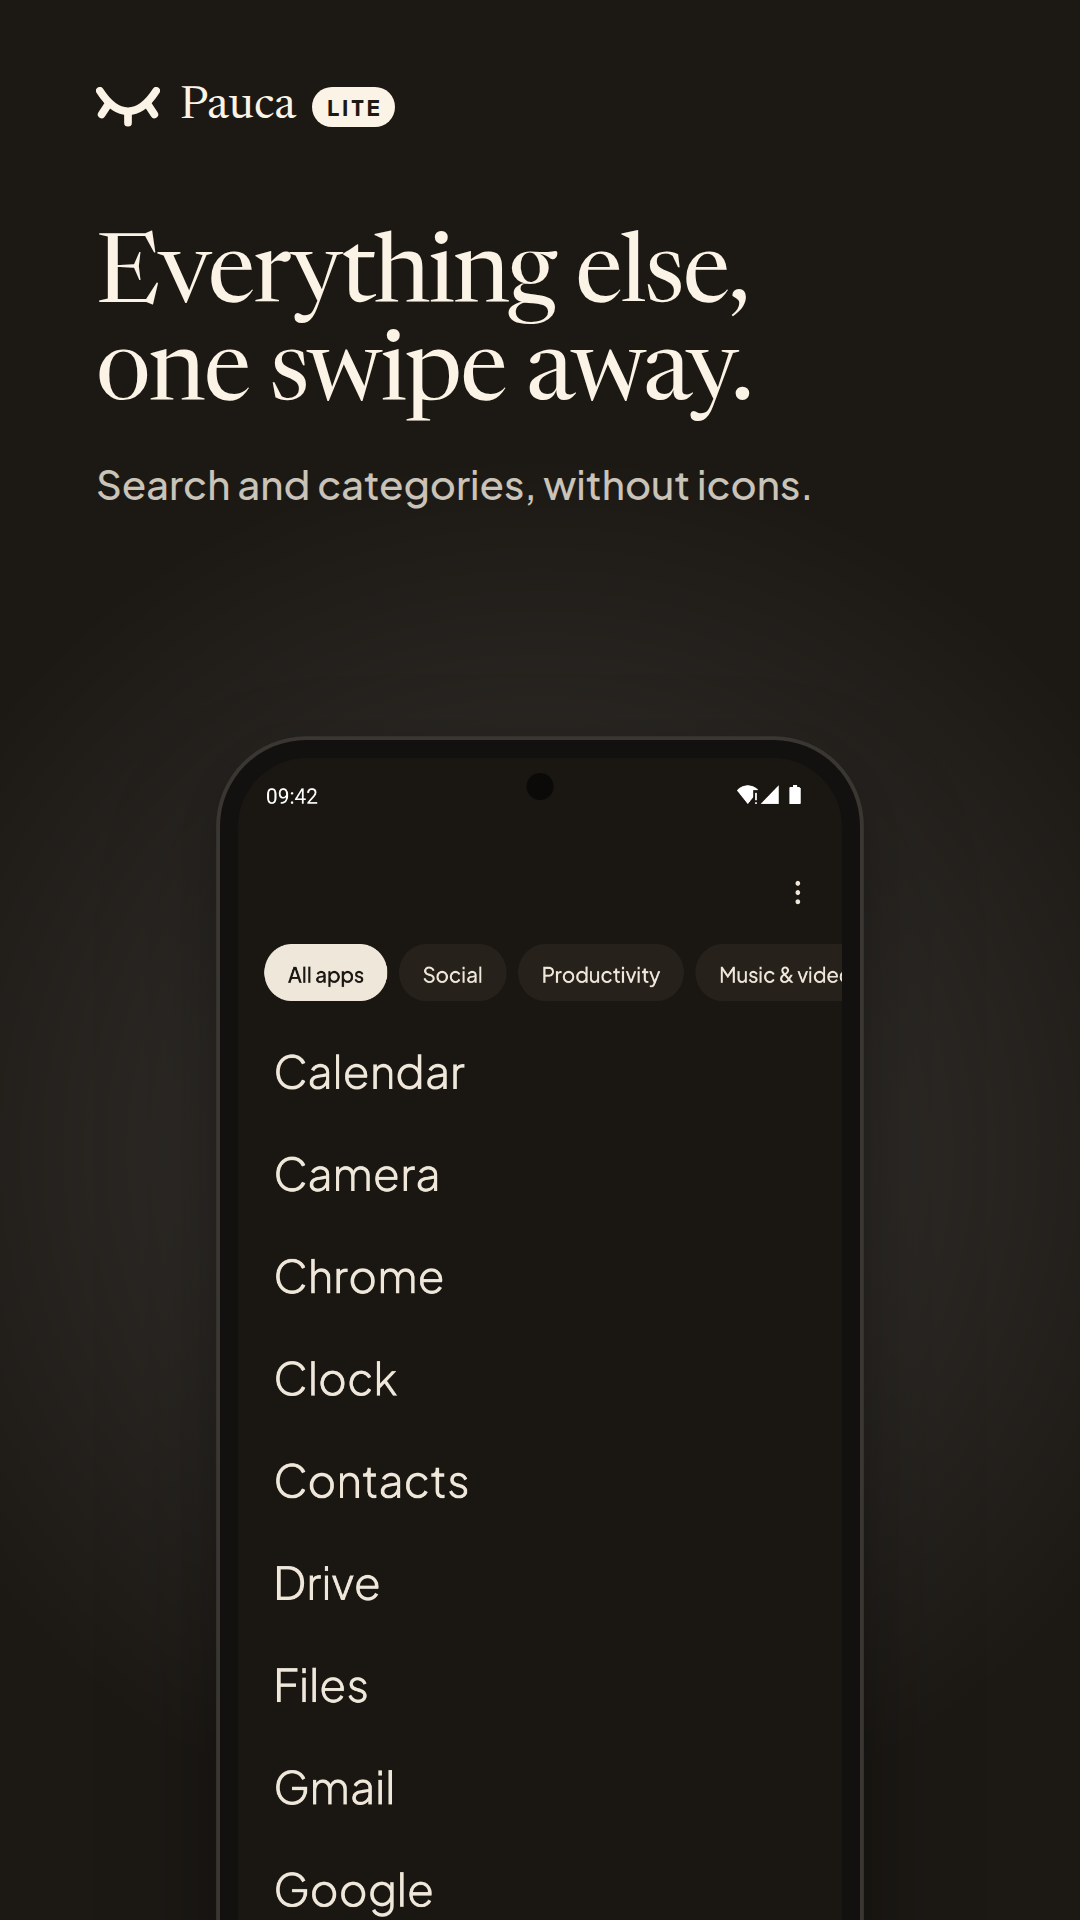 Pauca LITE
Everything else,
one swipe away.
Search and categories, without icons.
09:42
All apps Social Productivity Music & video
Calendar
Camera
Chrome
Clock
Contacts
Drive
Files
Gmail
Google